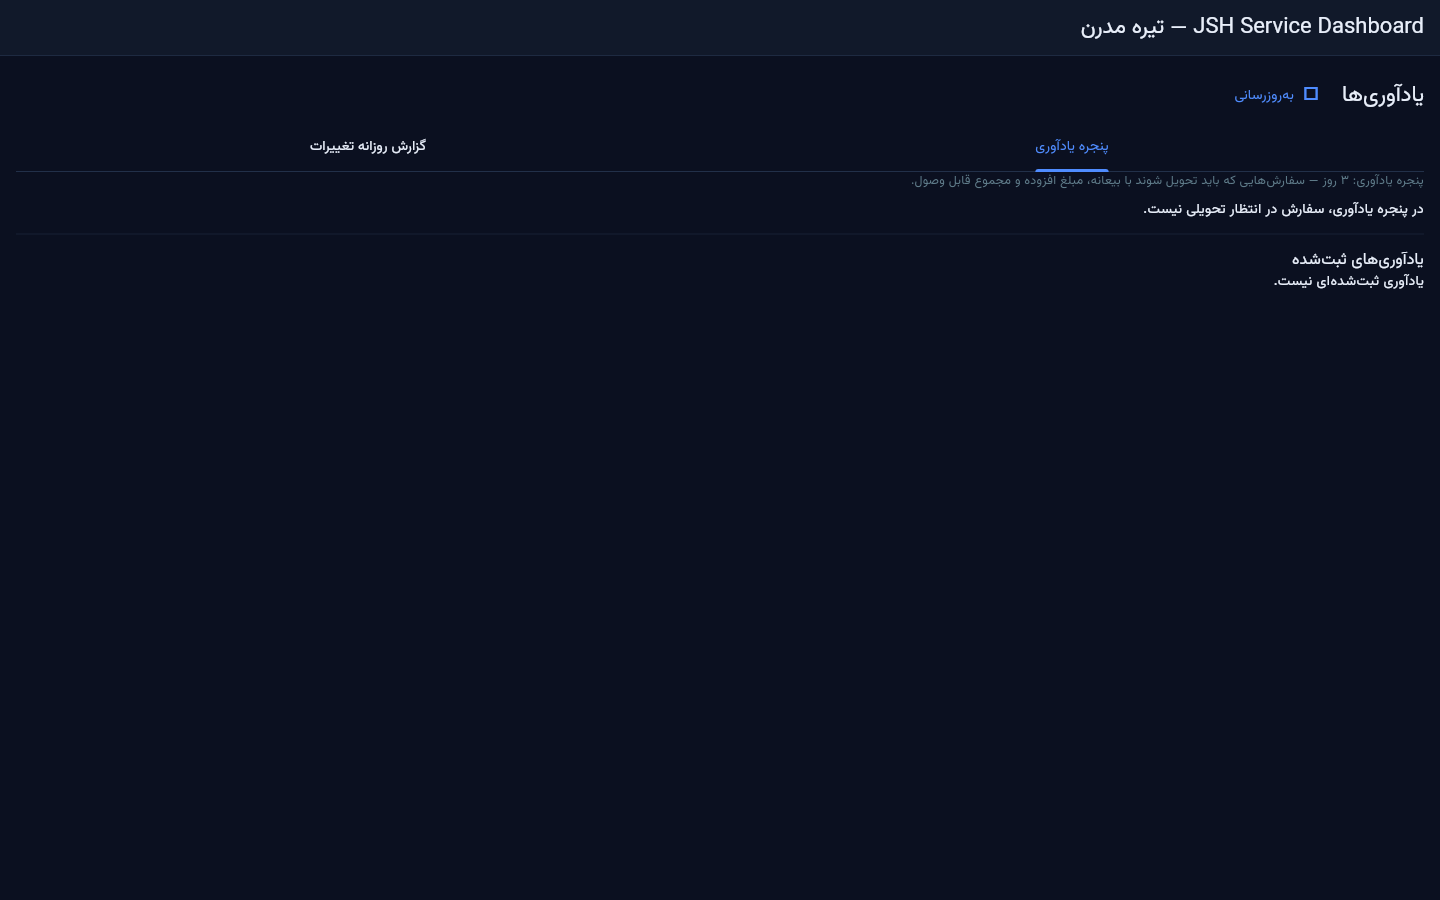 JSH Service Dashboard — تیره مدرن
یادآوری‌ها
به‌روزرسانی
پنجره یادآوری
گزارش روزانه تغییرات
پنجره یادآوری: ۳ روز — سفارش‌هایی که باید تحویل شوند با بیعانه، مبلغ افزوده و مجموع قابل وصول.
در پنجره یادآوری، سفارش در انتظار تحویلی نیست.
یادآوری‌های ثبت‌شده
یادآوری ثبت‌شده‌ای نیست.